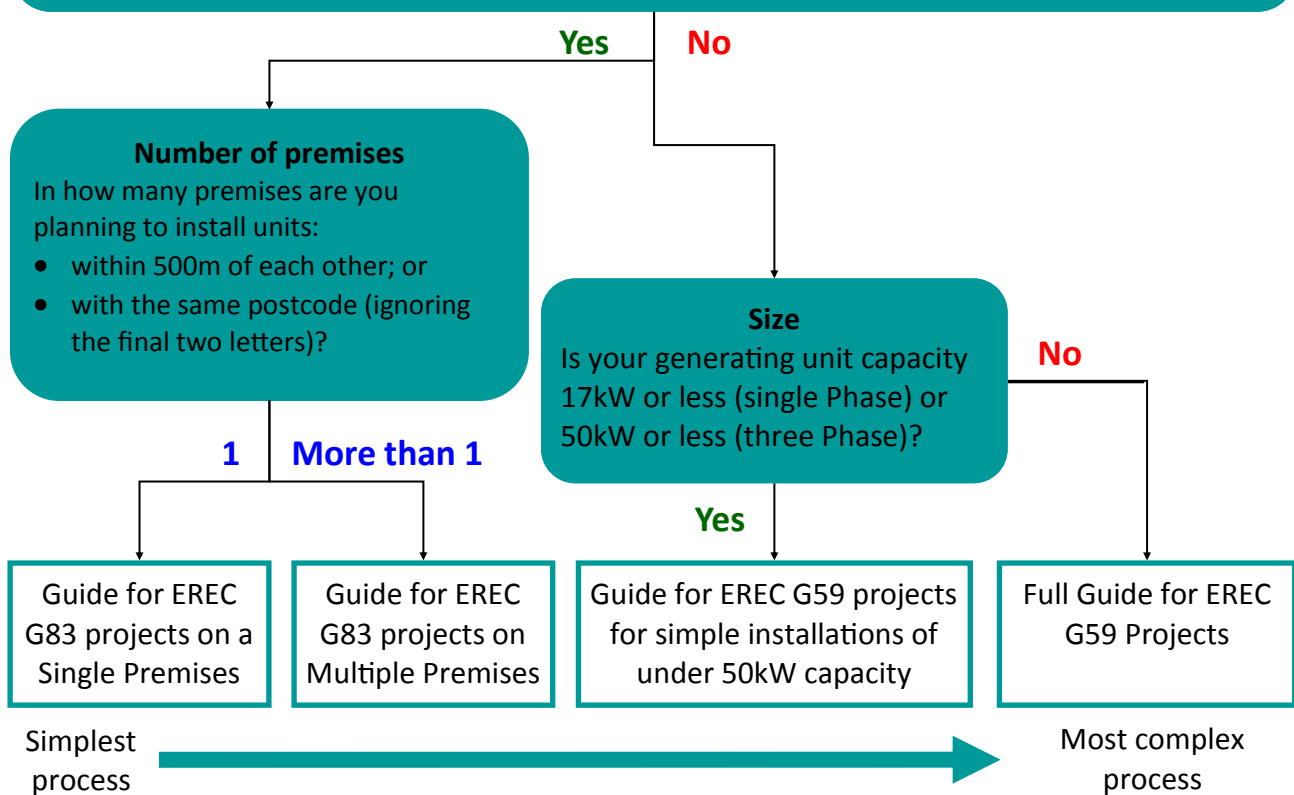 Yes
No
Number of premises
In how many premises are you
planning to install units:
• within 500m of each other; or
• with the same postcode (ignoring
the final two letters)?
Size
Is your generating unit capacity
17kW or less (single Phase) or
50kW or less (three Phase)?
No
1
More than 1
Yes
Guide for EREC
G83 projects on a
Single Premises
Guide for EREC
G83 projects on
Multiple Premises
Guide for EREC G59 projects
for simple installations of
under 50kW capacity
Full Guide for EREC
G59 Projects
Simplest
process
Most complex
process